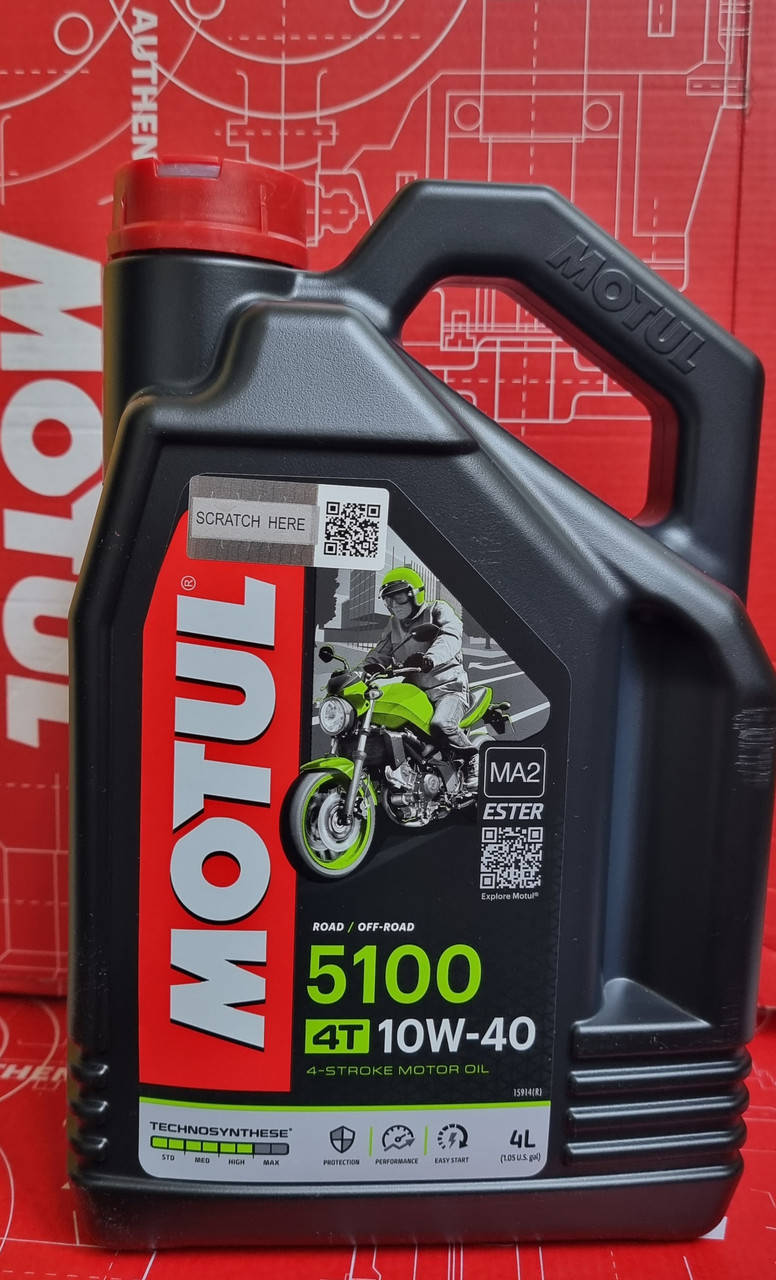 AUTHEN
MOTUL
MOTUL
SCRATCH HERE
MOTUL®
MA2
ESTER
Explore Motul®
ROAD / OFF-ROAD
5100
4T 10W-40
4-STROKE MOTOR OIL
15914(R)
HEN
TECHNOSYNTHESE®
STD MED HIGH MAX
PROTECTION PERFORMANCE EASY START
4L
(1.05 U.S. gal)